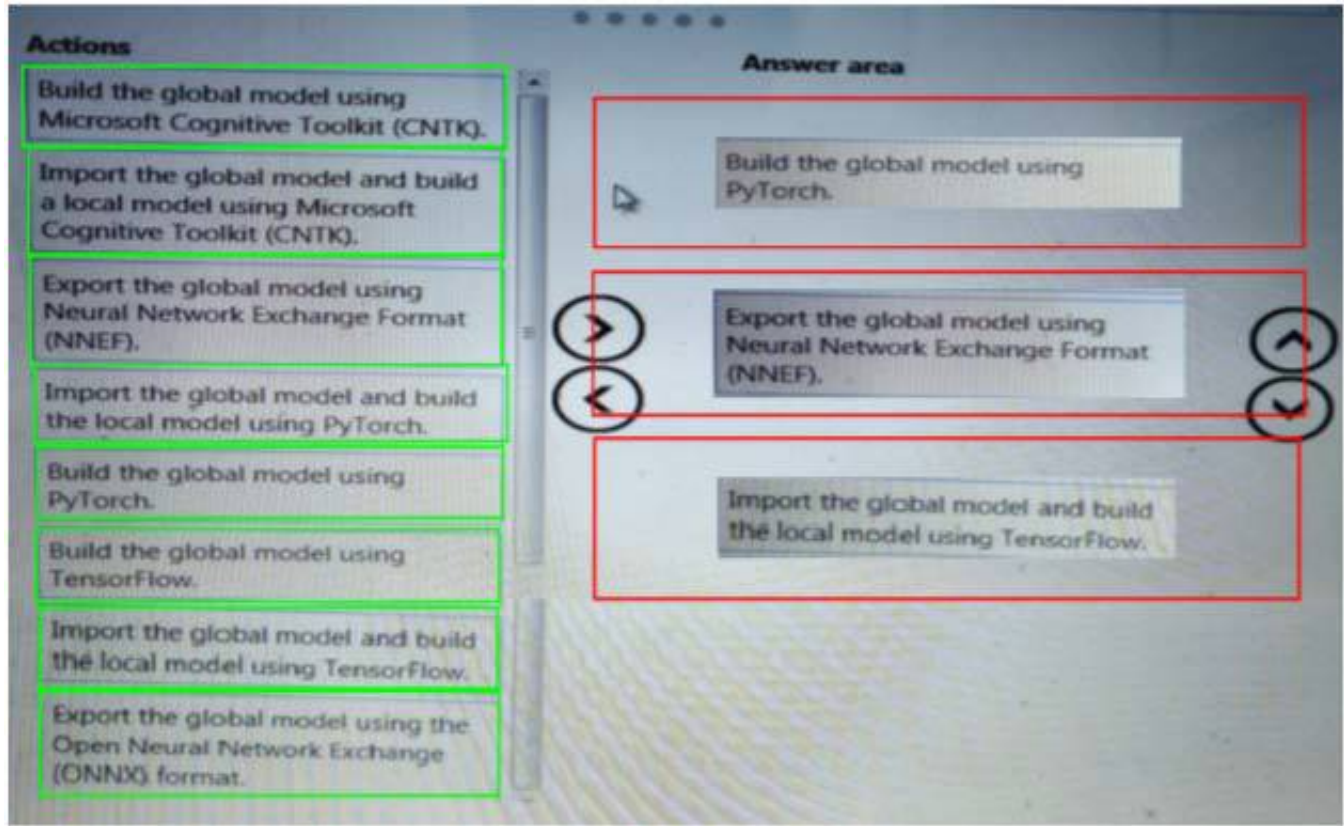 Actions
Build the global model using
Microsoft Cognitive Toolkit (CNTK).
Import the global model and build
a local model using Microsoft
Cognitive Toolkit (CNTK).
Export the global model using
Neural Network Exchange Format
(NNEF).
Import the global model and build
the local model using PyTorch.
Build the global model using
PyTorch.
Build the global model using
TensorFlow.
Import the global model and build
the local model using TensorFlow.
Export the global model using the
Open Neural Network Exchange
(ONNX) format.
Answer area
Build the global model using
PyTorch.
Export the global model using
Neural Network Exchange Format
(NNEF).
Import the global model and build
the local model using TensorFlow.